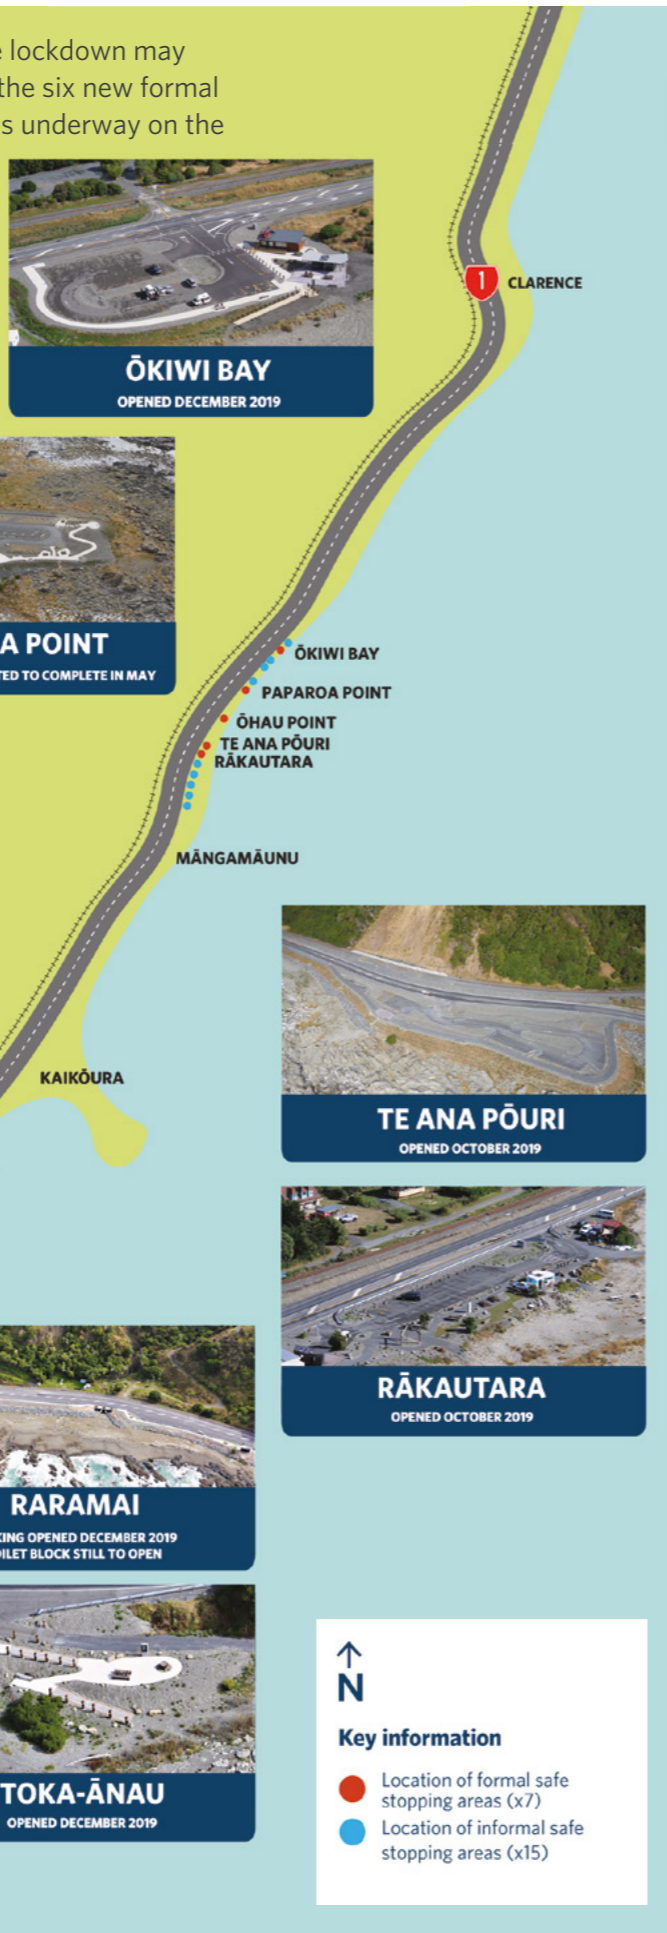 lockdown may
the six new formal
underway on the
ŌKIWI BAY
OPENED DECEMBER 2019
1
CLARENCE
POINT
TO COMPLETE IN MAY
ŌKIWI BAY
PAPAROA POINT
ŌHAU POINT
TE ANA PŌURI
RĀKAUTARA
MĀNGAMĀUNU
KAIKŌURA
TE ANA PŌURI
OPENED OCTOBER 2019
RĀKAUTARA
OPENED OCTOBER 2019
RARAMAI
OPENED DECEMBER 2019
BLOCK STILL TO OPEN
TOKA-ĀNAU
OPENED DECEMBER 2019
N
Key information
Location of formal safe
stopping areas (x7)
Location of informal safe
stopping areas (x15)